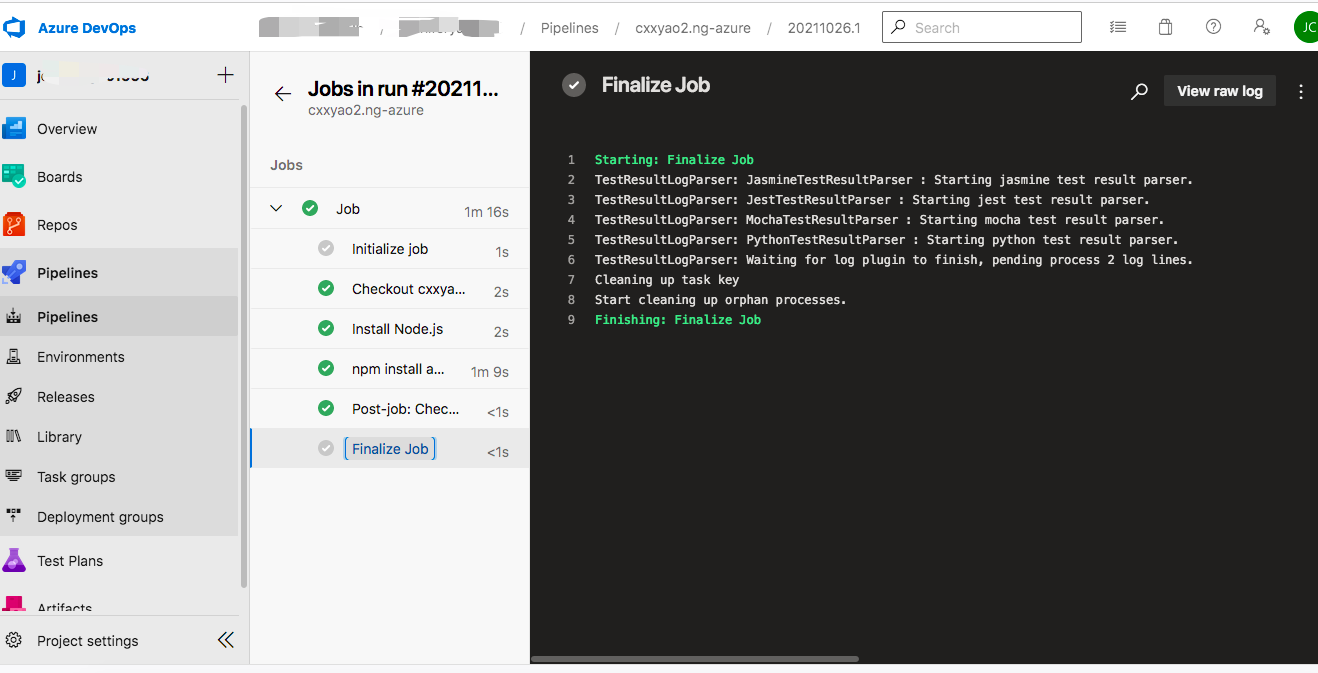 Azure DevOps / / Pipelines / cxxyao2.ng-azure / 20211026.1 Search JC
J
Overview
Boards
Repos
Pipelines
Pipelines
Environments
Releases
Library
Task groups
Deployment groups
Test Plans
Artifacts
Project settings
Jobs in run #20211...
cxxyao2.ng-azure
Jobs
Job 1m 16s
Initialize job 1s
Checkout cxxya... 2s
Install Node.js 2s
npm install a... 1m 9s
Post-job: Chec... <1s
Finalize Job <1s
Finalize Job
View raw log
1 Starting: Finalize Job
2 TestResultLogParser: JasmineTestResultParser : Starting jasmine test result parser.
3 TestResultLogParser: JestTestResultParser : Starting jest test result parser.
4 TestResultLogParser: MochaTestResultParser : Starting mocha test result parser.
5 TestResultLogParser: PythonTestResultParser : Starting python test result parser.
6 TestResultLogParser: Waiting for log plugin to finish, pending process 2 log lines.
7 Cleaning up task key
8 Start cleaning up orphan processes.
9 Finishing: Finalize Job